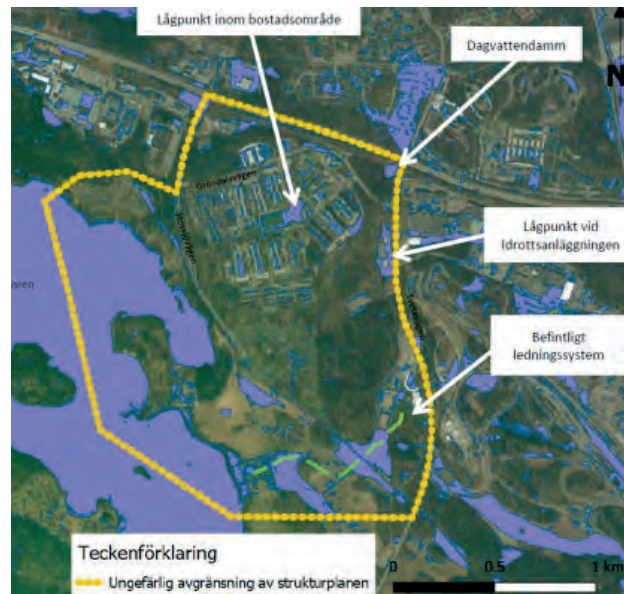 Lågpunkt inom bostadsområde
Dagvattendamm
N
Gröndalsvägen
Lågpunkt vid
Idrottsanläggningen
oren
Befintligt
ledningssystem
Teckenförklaring
Ungefärlig avgränsning av strukturplanen
0 0.5 1 km